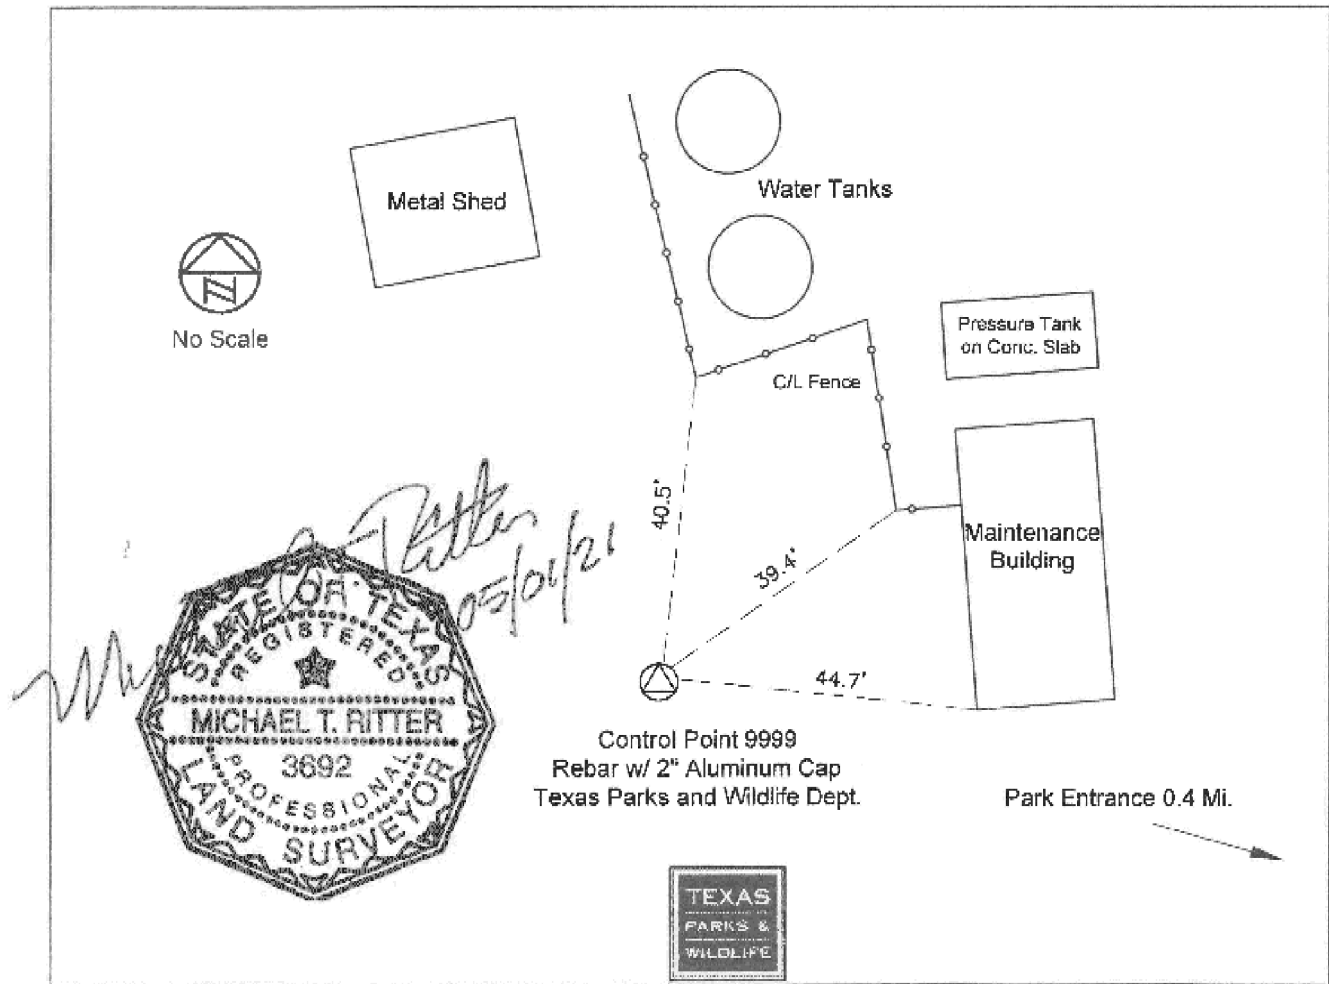 Water Tanks
Metal Shed
N
No Scale
Pressure Tank
on Conc. Slab
C/L Fence
40.5'
39.4'
Maintenance
Building
44.7'
Ritter
05/01/21
STATE OF TEXAS
REGISTERED
MICHAEL T. RITTER
3692
PROFESSIONAL
LAND SURVEYOR
Control Point 9999
Rebar w/ 2" Aluminum Cap
Texas Parks and Wildlife Dept.
Park Entrance 0.4 Mi.
TEXAS
PARKS &
WILDLIFE